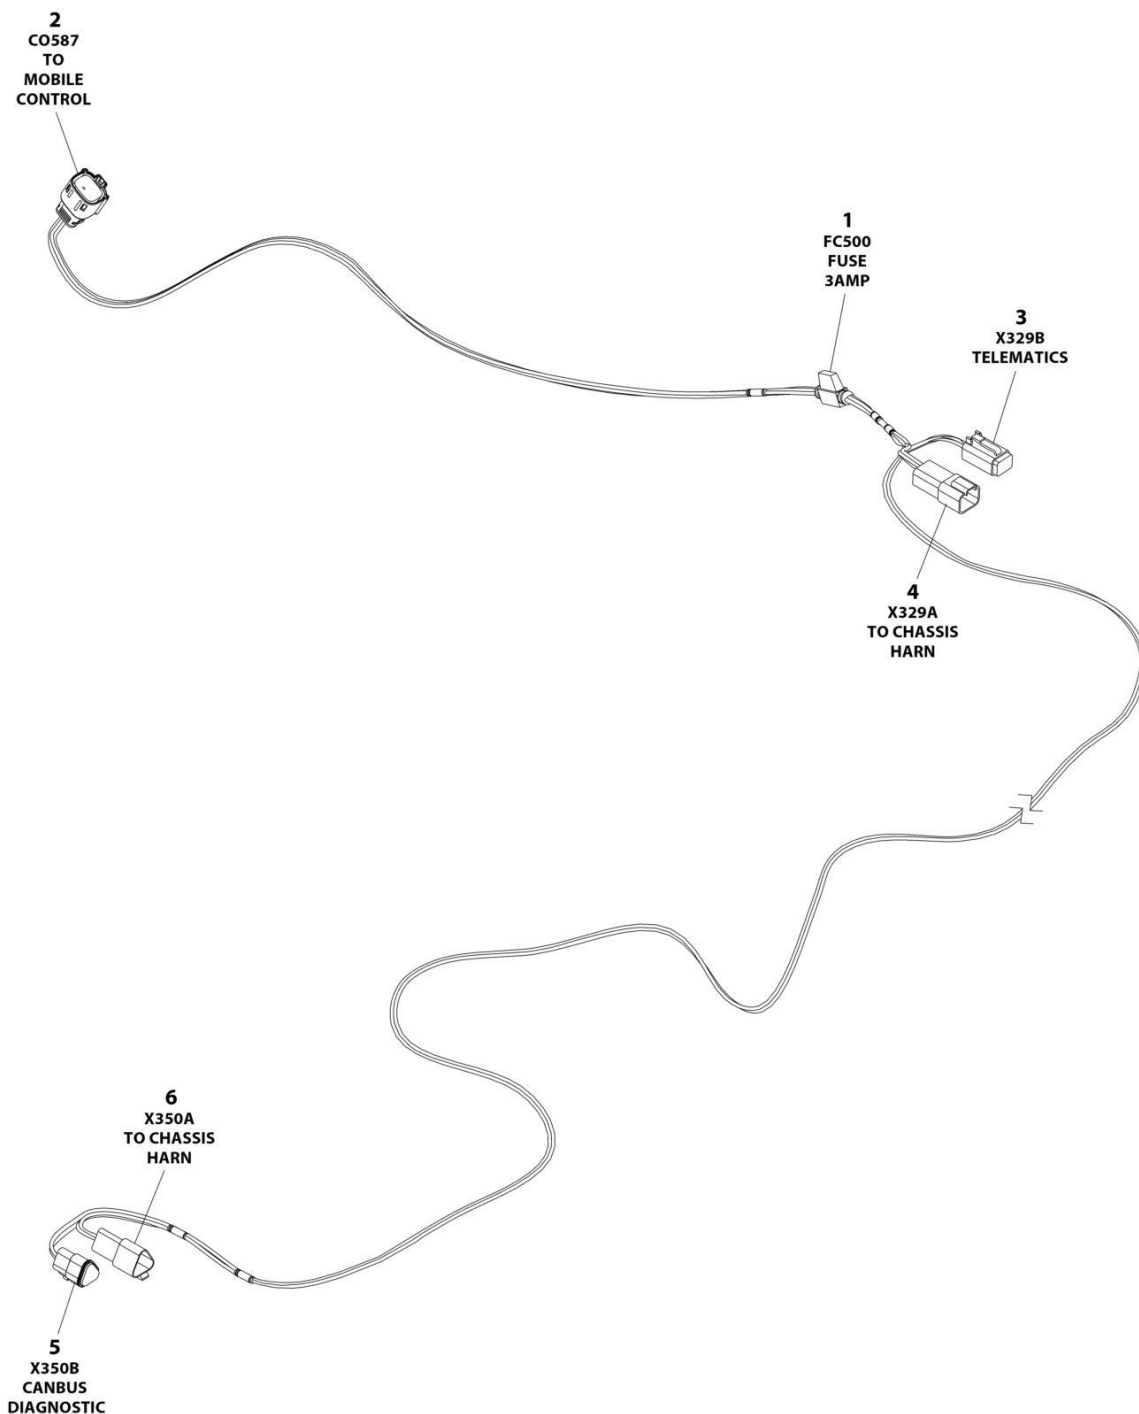 2
CO587
TO
MOBILE
CONTROL
1
FC500
FUSE
3AMP
3
X329B
TELEMATICS
4
X329A
TO CHASSIS
HARN
6
X350A
TO CHASSIS
HARN
5
X350B
CANBUS
DIAGNOSTIC